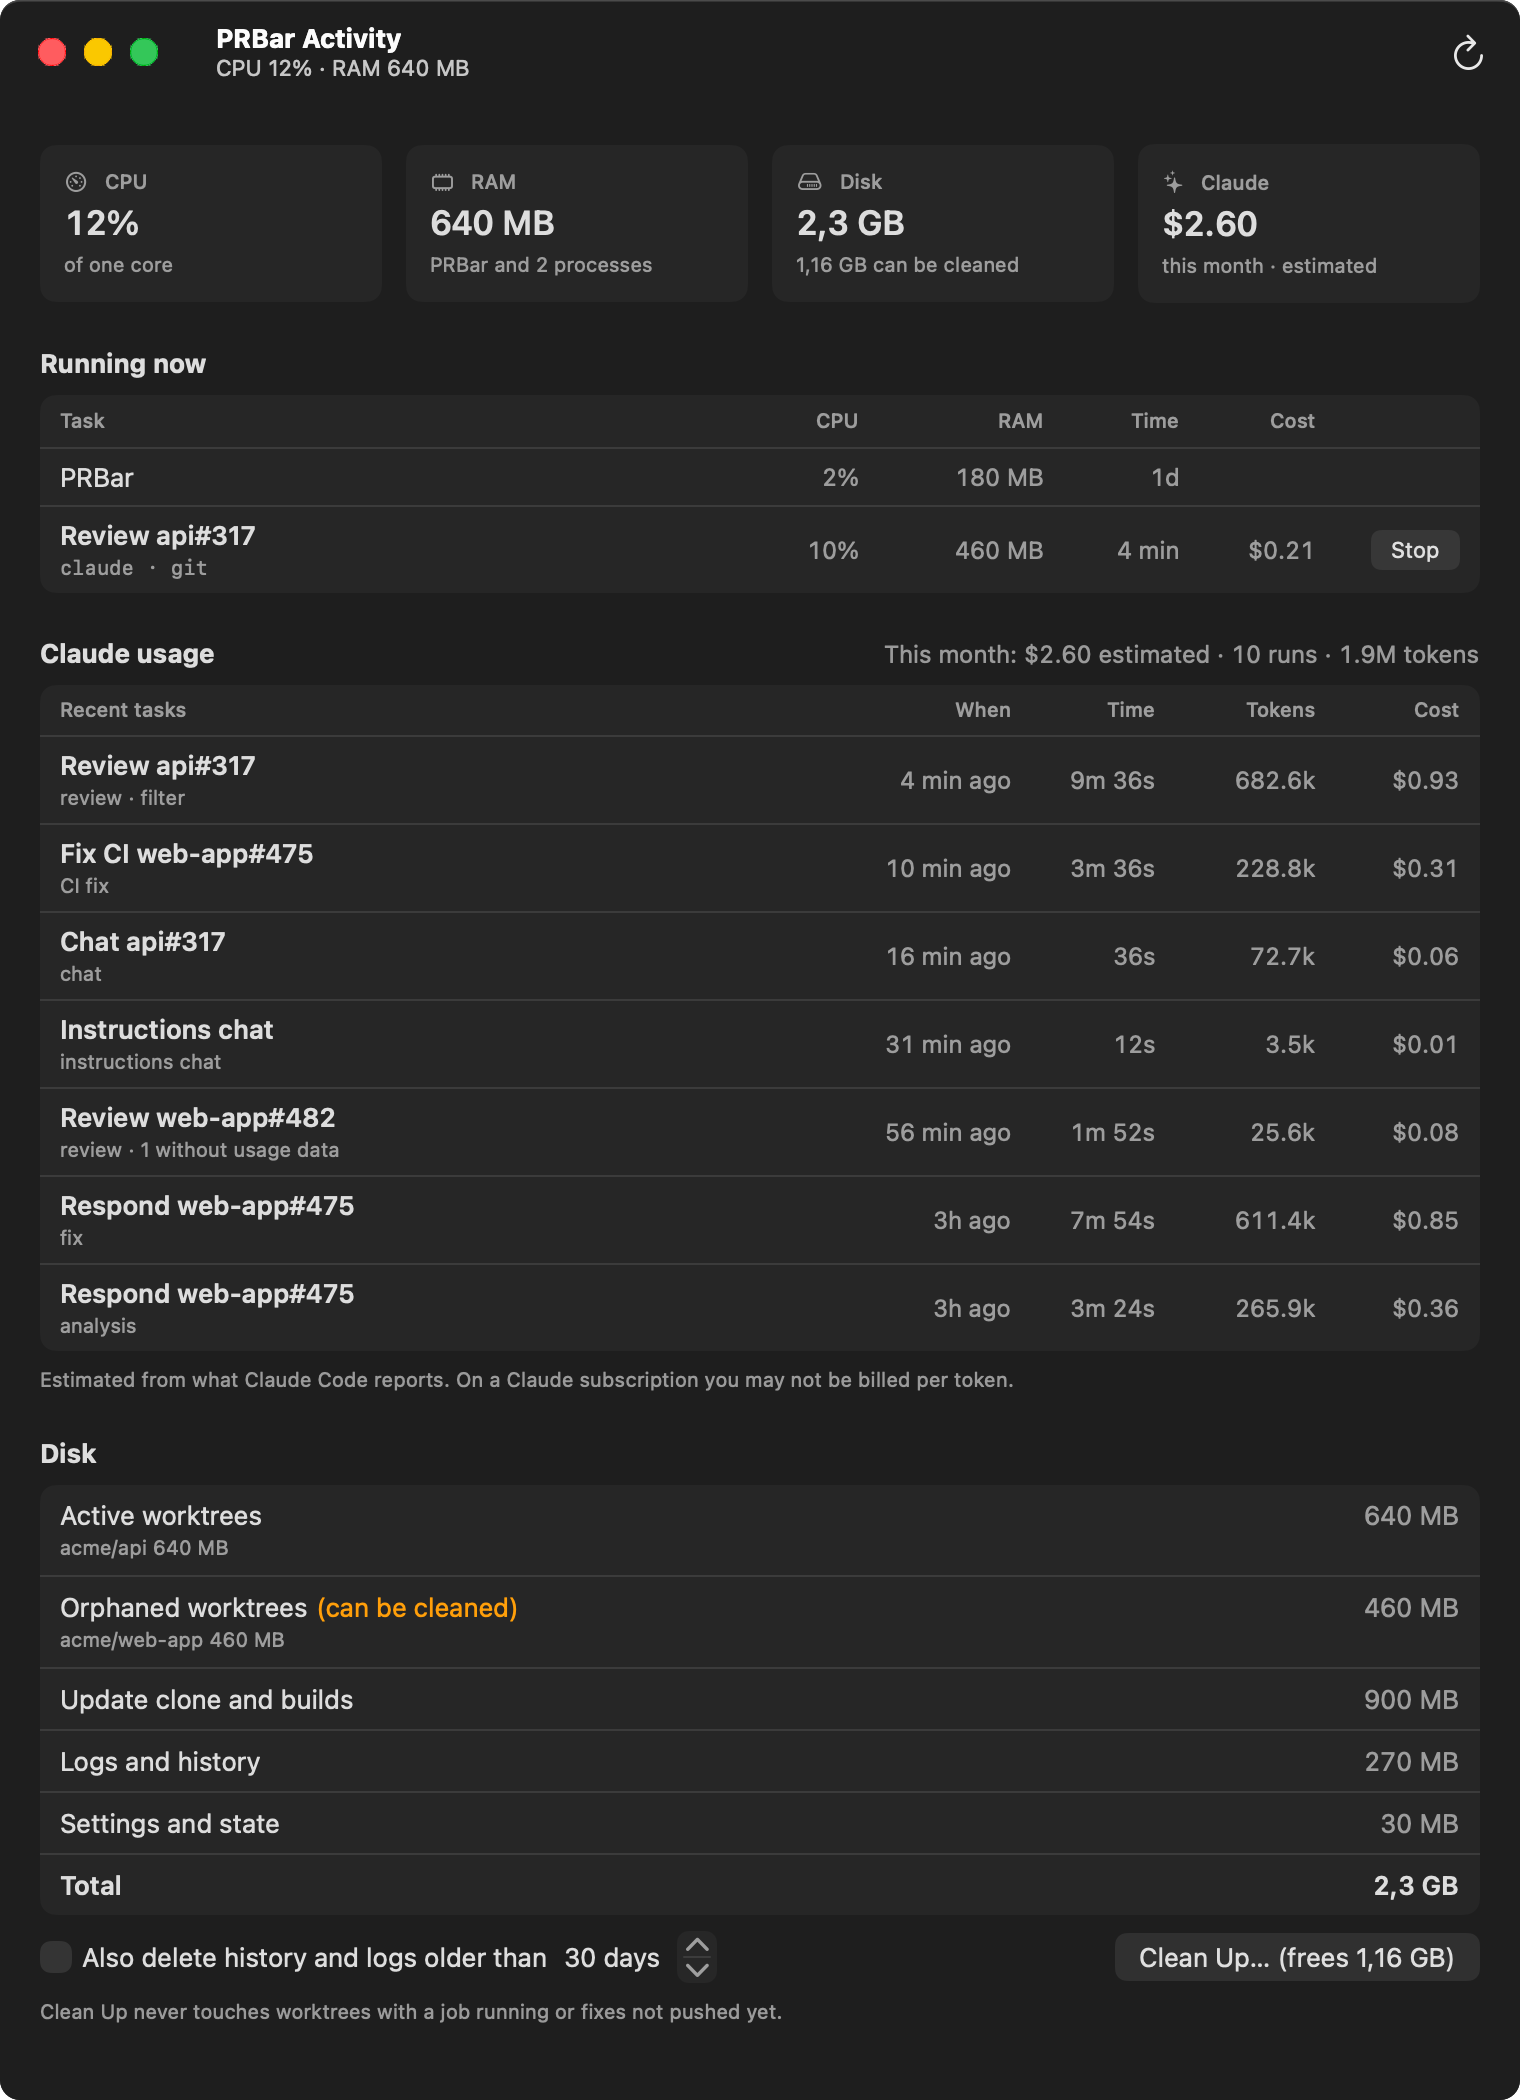 PRBar Activity
CPU 12% · RAM 640 MB
CPU
12%
of one core
RAM
640 MB
PRBar and 2 processes
Disk
2,3 GB
1,16 GB can be cleaned
Claude
$2.60
this month · estimated
Running now
Task CPU RAM Time Cost
PRBar 2% 180 MB 1d
Review api#317 10% 460 MB 4 min $0.21 Stop
claude · git
Claude usage This month: $2.60 estimated · 10 runs · 1.9M tokens
Recent tasks When Time Tokens Cost
Review api#317 4 min ago 9m 36s 682.6k $0.93
review · filter
Fix CI web-app#475 10 min ago 3m 36s 228.8k $0.31
CI fix
Chat api#317 16 min ago 36s 72.7k $0.06
chat
Instructions chat 31 min ago 12s 3.5k $0.01
instructions chat
Review web-app#482 56 min ago 1m 52s 25.6k $0.08
review · 1 without usage data
Respond web-app#475 3h ago 7m 54s 611.4k $0.85
fix
Respond web-app#475 3h ago 3m 24s 265.9k $0.36
analysis
Estimated from what Claude Code reports. On a Claude subscription you may not be billed per token.
Disk
Active worktrees 640 MB
acme/api 640 MB
Orphaned worktrees (can be cleaned) 460 MB
acme/web-app 460 MB
Update clone and builds 900 MB
Logs and history 270 MB
Settings and state 30 MB
Total 2,3 GB
Also delete history and logs older than 30 days Clean Up... (frees 1,16 GB)
Clean Up never touches worktrees with a job running or fixes not pushed yet.